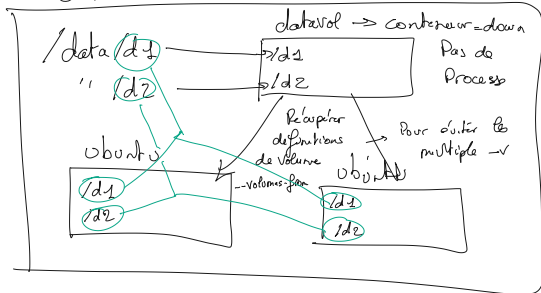 datavol → conteneur = down
/data/d1
/d1
Pas de
" /d2
/d2
Process
Récupérer
définitions
de volume
--volumes-from
Pour éviter les
multiple -v
ubuntu
/d1
/d2
ubuntu
/d1
/d2